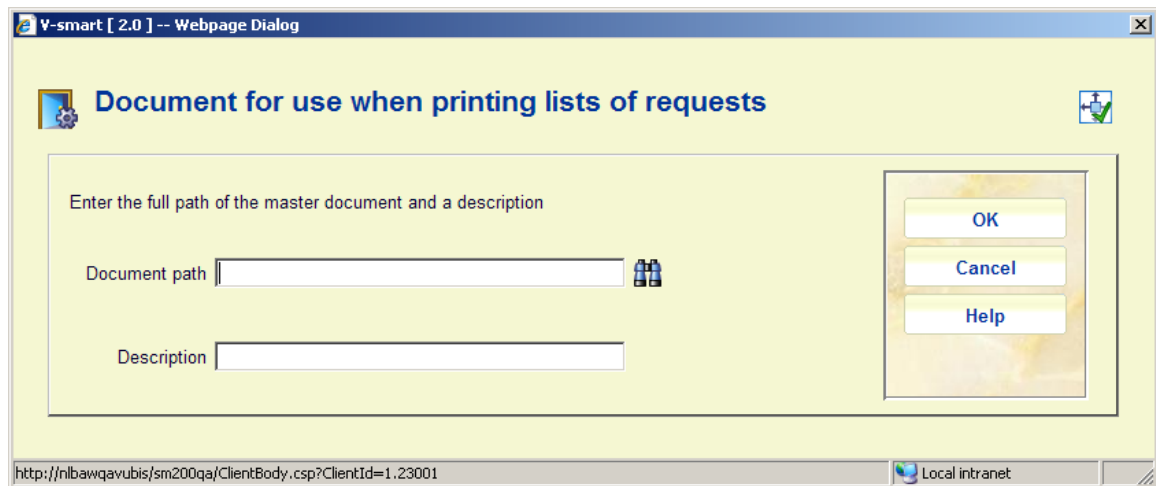 V-smart [ 2.0 ] -- Webpage Dialog
Document for use when printing lists of requests
Enter the full path of the master document and a description
OK
Document path
Cancel
Help
Description
http://nlbawqavubis/sm200qa/ClientBody.csp?ClientId=1.23001
Local intranet